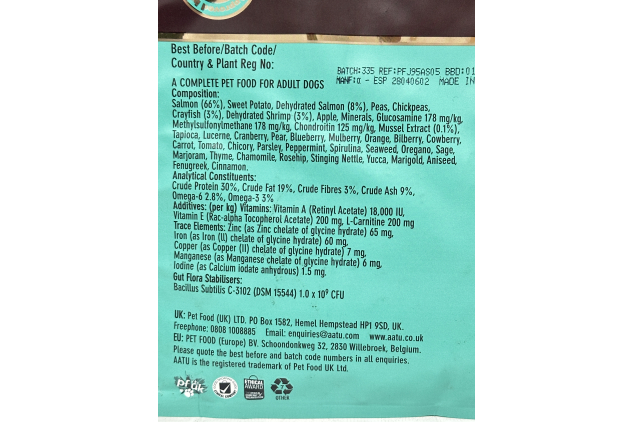 Best Before/Batch Code/
Country & Plant Reg No:
BATCH:335 REF:PFJ95AS05 BBD:01
MANF:α - ESP 28040602 MADE IN
A COMPLETE PET FOOD FOR ADULT DOGS
Composition:
Salmon (66%), Sweet Potato, Dehydrated Salmon (8%), Peas, Chickpeas,
Crayfish (3%), Dehydrated Shrimp (3%), Apple, Minerals, Glucosamine 178 mg/kg,
Methylsulfonylmethane 178 mg/kg, Chondroitin 125 mg/kg, Mussel Extract (0.1%),
Tapioca, Lucerne, Cranberry, Pear, Blueberry, Mulberry, Orange, Bilberry, Cowberry,
Carrot, Tomato, Chicory, Parsley, Peppermint, Spirulina, Seaweed, Oregano, Sage,
Marjoram, Thyme, Chamomile, Rosehip, Stinging Nettle, Yucca, Marigold, Aniseed,
Fenugreek, Cinnamon.
Analytical Constituents:
Crude Protein 30%, Crude Fat 19%, Crude Fibres 3%, Crude Ash 9%,
Omega-6 2.8%, Omega-3 3%
Additives: (per kg) Vitamins: Vitamin A (Retinyl Acetate) 18,000 IU,
Vitamin E (Rac-alpha Tocopherol Acetate) 200 mg, L-Carnitine 200 mg
Trace Elements: Zinc (as Zinc chelate of glycine hydrate) 65 mg,
Iron (as Iron (II) chelate of glycine hydrate) 60 mg,
Copper (as Copper (II) chelate of glycine hydrate) 7 mg,
Manganese (as Manganese chelate of glycine hydrate) 6 mg,
Iodine (as Calcium iodate anhydrous) 1.5 mg.
Gut Flora Stabilisers:
Bacillus Subtilis C-3102 (DSM 15544) 1.0 x 10⁹ CFU
UK: Pet Food (UK) LTD. PO Box 1582, Hemel Hempstead HP1 9SD, UK.
Freephone: 0808 1008885 Email: enquiries@aatu.com www.aatu.co.uk
EU: PET FOOD (Europe) BV. Schoondonkweg 32, 2830 Willebroek, Belgium.
Please quote the best before and batch code numbers in all enquiries.
AATU is the registered trademark of Pet Food UK Ltd.
ETHICAL
AWARD
7
OTHER